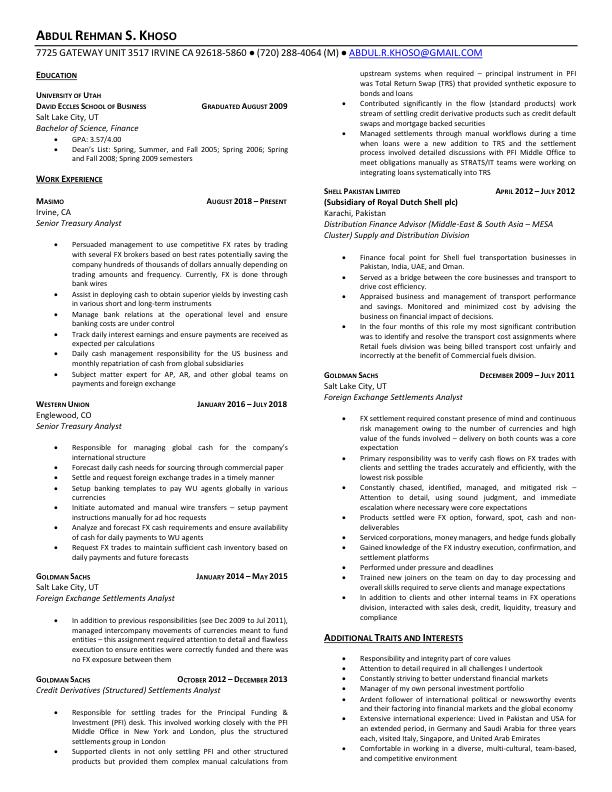 ABDUL REHMAN S. KHOSO
7725 GATEWAY UNIT 3517 IRVINE CA 92618-5860 ● (720) 288-4064 (M) ● ABDUL.R.KHOSO@GMAIL.COM
EDUCATION
UNIVERSITY OF UTAH
DAVID ECCLES SCHOOL OF BUSINESS GRADUATED AUGUST 2009
Salt Lake City, UT
Bachelor of Science, Finance
• GPA: 3.57/4.00
• Dean's List: Spring, Summer, and Fall 2005; Spring 2006; Spring
and Fall 2008; Spring 2009 semesters
WORK EXPERIENCE
MASIMO AUGUST 2018 – PRESENT
Irvine, CA
Senior Treasury Analyst
• Persuaded management to use competitive FX rates by trading
with several FX brokers based on best rates potentially saving the
company hundreds of thousands of dollars annually depending on
trading amounts and frequency. Currently, FX is done through
bank wires
• Assist in deploying cash to obtain superior yields by investing cash
in various short and long-term instruments
• Manage bank relations at the operational level and ensure
banking costs are under control
• Track daily interest earnings and ensure payments are received as
expected per calculations
• Daily cash management responsibility for the US business and
monthly repatriation of cash from global subsidiaries
• Subject matter expert for AP, AR, and other global teams on
payments and foreign exchange
WESTERN UNION JANUARY 2016 – JULY 2018
Englewood, CO
Senior Treasury Analyst
• Responsible for managing global cash for the company's
international structure
• Forecast daily cash needs for sourcing through commercial paper
• Settle and request foreign exchange trades in a timely manner
• Setup banking templates to pay WU agents globally in various
currencies
• Initiate automated and manual wire transfers – setup payment
instructions manually for ad hoc requests
• Analyze and forecast FX cash requirements and ensure availability
of cash for daily payments to WU agents
• Request FX trades to maintain sufficient cash inventory based on
daily payments and future forecasts
GOLDMAN SACHS JANUARY 2014 – MAY 2015
Salt Lake City, UT
Foreign Exchange Settlements Analyst
• In addition to previous responsibilities (see Dec 2009 to Jul 2011),
managed intercompany movements of currencies meant to fund
entities – this assignment required attention to detail and flawless
execution to ensure entities were correctly funded and there was
no FX exposure between them
GOLDMAN SACHS OCTOBER 2012 – DECEMBER 2013
Credit Derivatives (Structured) Settlements Analyst
• Responsible for settling trades for the Principal Funding &
Investment (PFI) desk. This involved working closely with the PFI
Middle Office in New York and London, plus the structured
settlements group in London
• Supported clients in not only settling PFI and other structured
products but provided them complex manual calculations from
upstream systems when required – principal instrument in PFI
was Total Return Swap (TRS) that provided synthetic exposure to
bonds and loans
• Contributed significantly in the flow (standard products) work
stream of settling credit derivative products such as credit default
swaps and mortgage backed securities
• Managed settlements through manual workflows during a time
when loans were a new addition to TRS and the settlement
process involved detailed discussions with PFI Middle Office to
meet obligations manually as STRATS/IT teams were working on
integrating loans systematically into TRS
SHELL PAKISTAN LIMITED APRIL 2012 – JULY 2012
(Subsidiary of Royal Dutch Shell plc)
Karachi, Pakistan
Distribution Finance Advisor (Middle-East & South Asia – MESA
Cluster) Supply and Distribution Division
• Finance focal point for Shell fuel transportation businesses in
Pakistan, India, UAE, and Oman.
• Served as a bridge between the core businesses and transport to
drive cost efficiency.
• Appraised business and management of transport performance
and savings. Monitored and minimized cost by advising the
business on financial impact of decisions.
• In the four months of this role my most significant contribution
was to identify and resolve the transport cost assignments where
Retail fuels division was being billed transport cost unfairly and
incorrectly at the benefit of Commercial fuels division.
GOLDMAN SACHS DECEMBER 2009 – JULY 2011
Salt Lake City, UT
Foreign Exchange Settlements Analyst
• FX settlement required constant presence of mind and continuous
risk management owing to the number of currencies and high
value of the funds involved – delivery on both counts was a core
expectation
• Primary responsibility was to verify cash flows on FX trades with
clients and settling the trades accurately and efficiently, with the
lowest risk possible
• Constantly chased, identified, managed, and mitigated risk –
Attention to detail, using sound judgment, and immediate
escalation where necessary were core expectations
• Products settled were FX option, forward, spot, cash and non-
deliverables
• Serviced corporations, money managers, and hedge funds globally
• Gained knowledge of the FX industry execution, confirmation, and
settlement platforms
• Performed under pressure and deadlines
• Trained new joiners on the team on day to day processing and
overall skills required to serve clients and manage expectations
• In addition to clients and other internal teams in FX operations
division, interacted with sales desk, credit, liquidity, treasury and
compliance
ADDITIONAL TRAITS AND INTERESTS
• Responsibility and integrity part of core values
• Attention to detail required in all challenges I undertook
• Constantly striving to better understand financial markets
• Manager of my own personal investment portfolio
• Ardent follower of international political or newsworthy events
and their factoring into financial markets and the global economy
• Extensive international experience: Lived in Pakistan and USA for
an extended period, in Germany and Saudi Arabia for three years
each, visited Italy, Singapore, and United Arab Emirates
• Comfortable in working in a diverse, multi-cultural, team-based,
and competitive environment